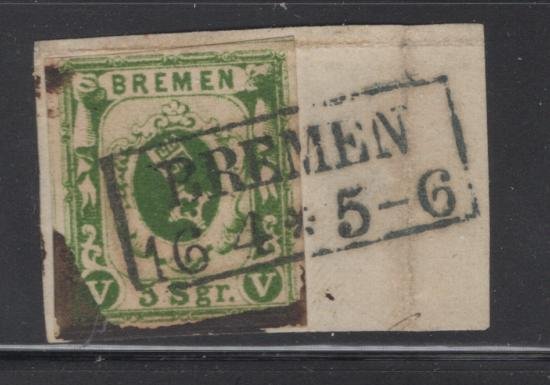 BREMEN
BREMEN
16 4 * 5-6
V 5 Sgr. V